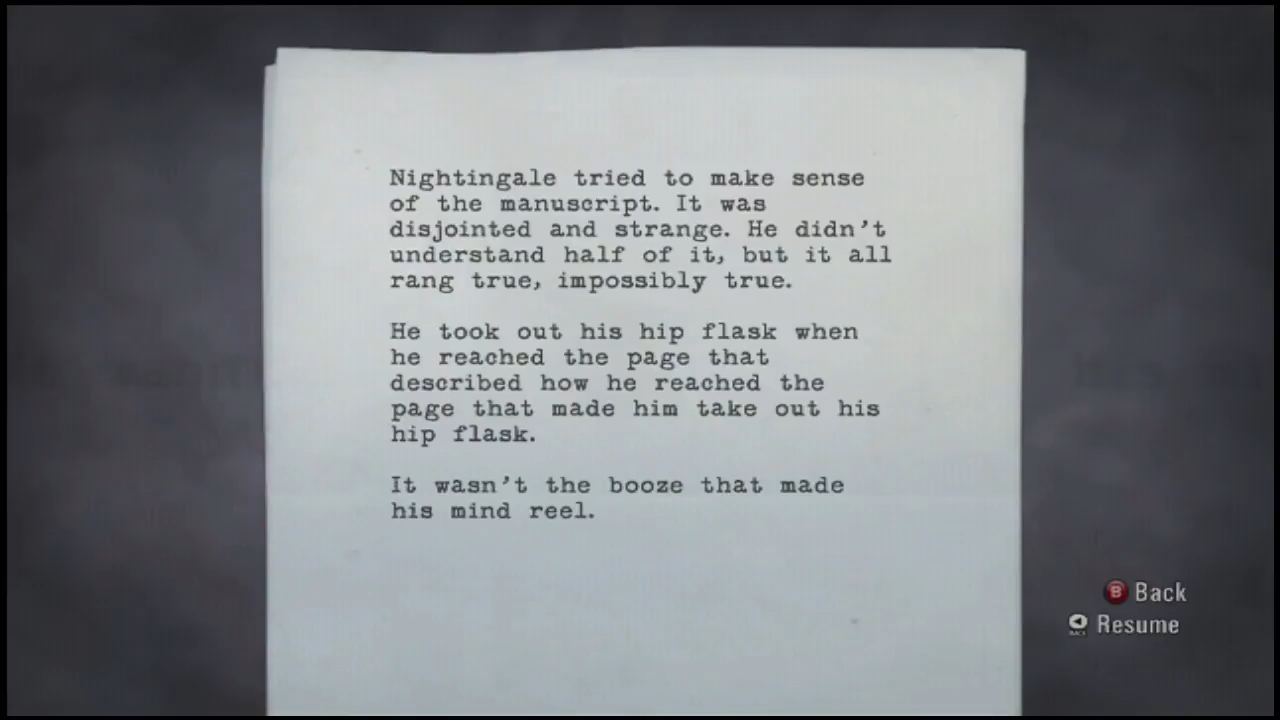 Nightingale tried to make sense
of the manuscript. It was
disjointed and strange. He didn't
understand half of it, but it all
rang true, impossibly true.
He took out his hip flask when
he reached the page that
described how he reached the
page that made him take out his
hip flask.
It wasn't the booze that made
his mind reel.
B Back
BACK Resume